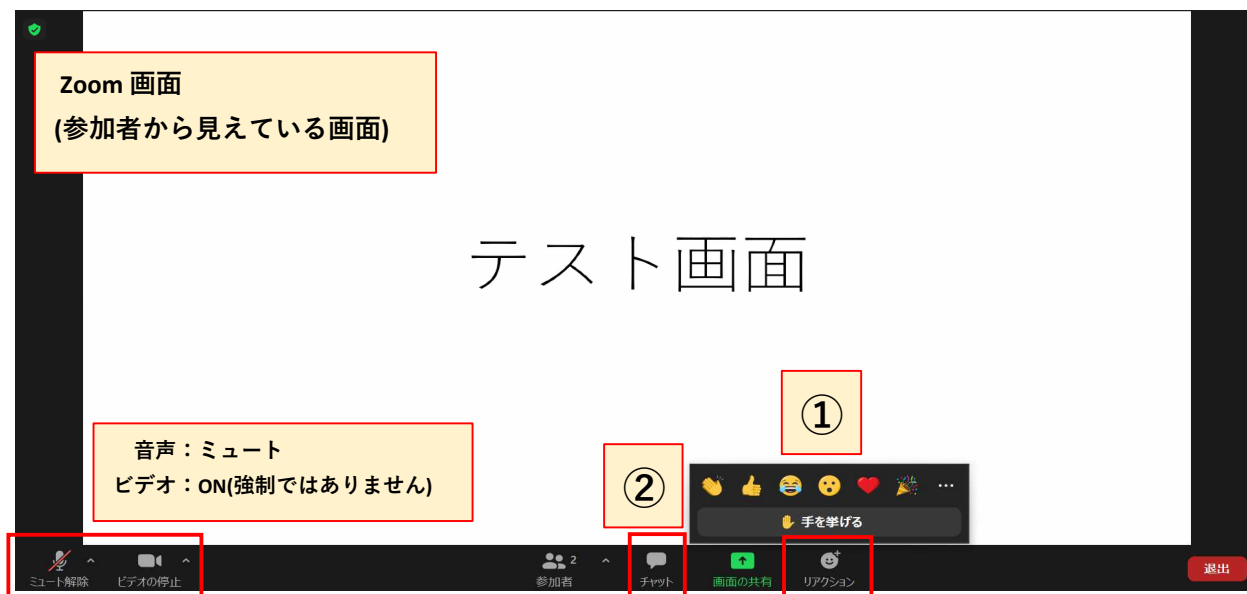 Zoom 画面
(参加者から見えている画面)
テスト画面
①
音声：ミュート
ビデオ：ON(強制ではありません)
②
手を挙げる
ミュート解除
ビデオの停止
2
参加者
チャット
画面の共有
リアクション
退出